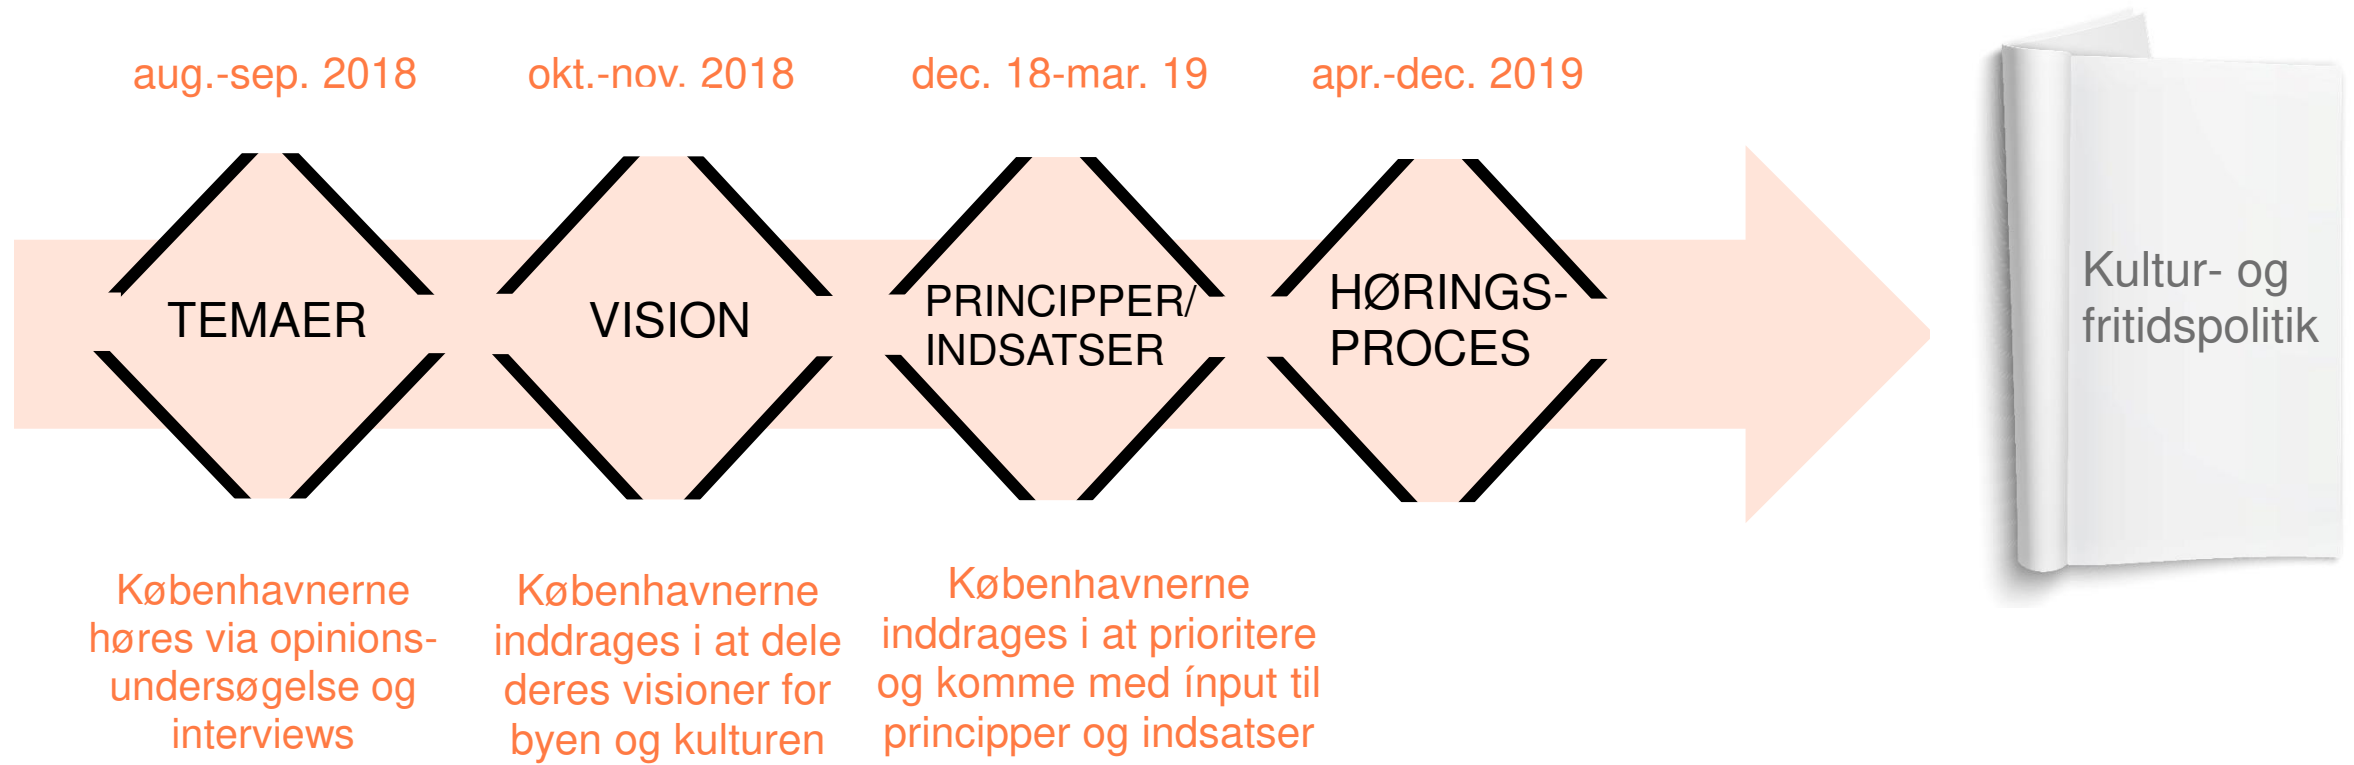 aug.-sep. 2018
okt.-nov. 2018
dec. 18-mar. 19
apr.-dec. 2019
TEMAER
VISION
PRINCIPPER/
INDSATSER
HØRINGS-
PROCES
Kultur- og
fritidspolitik
Københavnerne
høres via opinions-
undersøgelse og
interviews
Københavnerne
inddrages i at dele
deres visioner for
byen og kulturen
Københavnerne
inddrages i at prioritere
og komme med ínput til
principper og indsatser